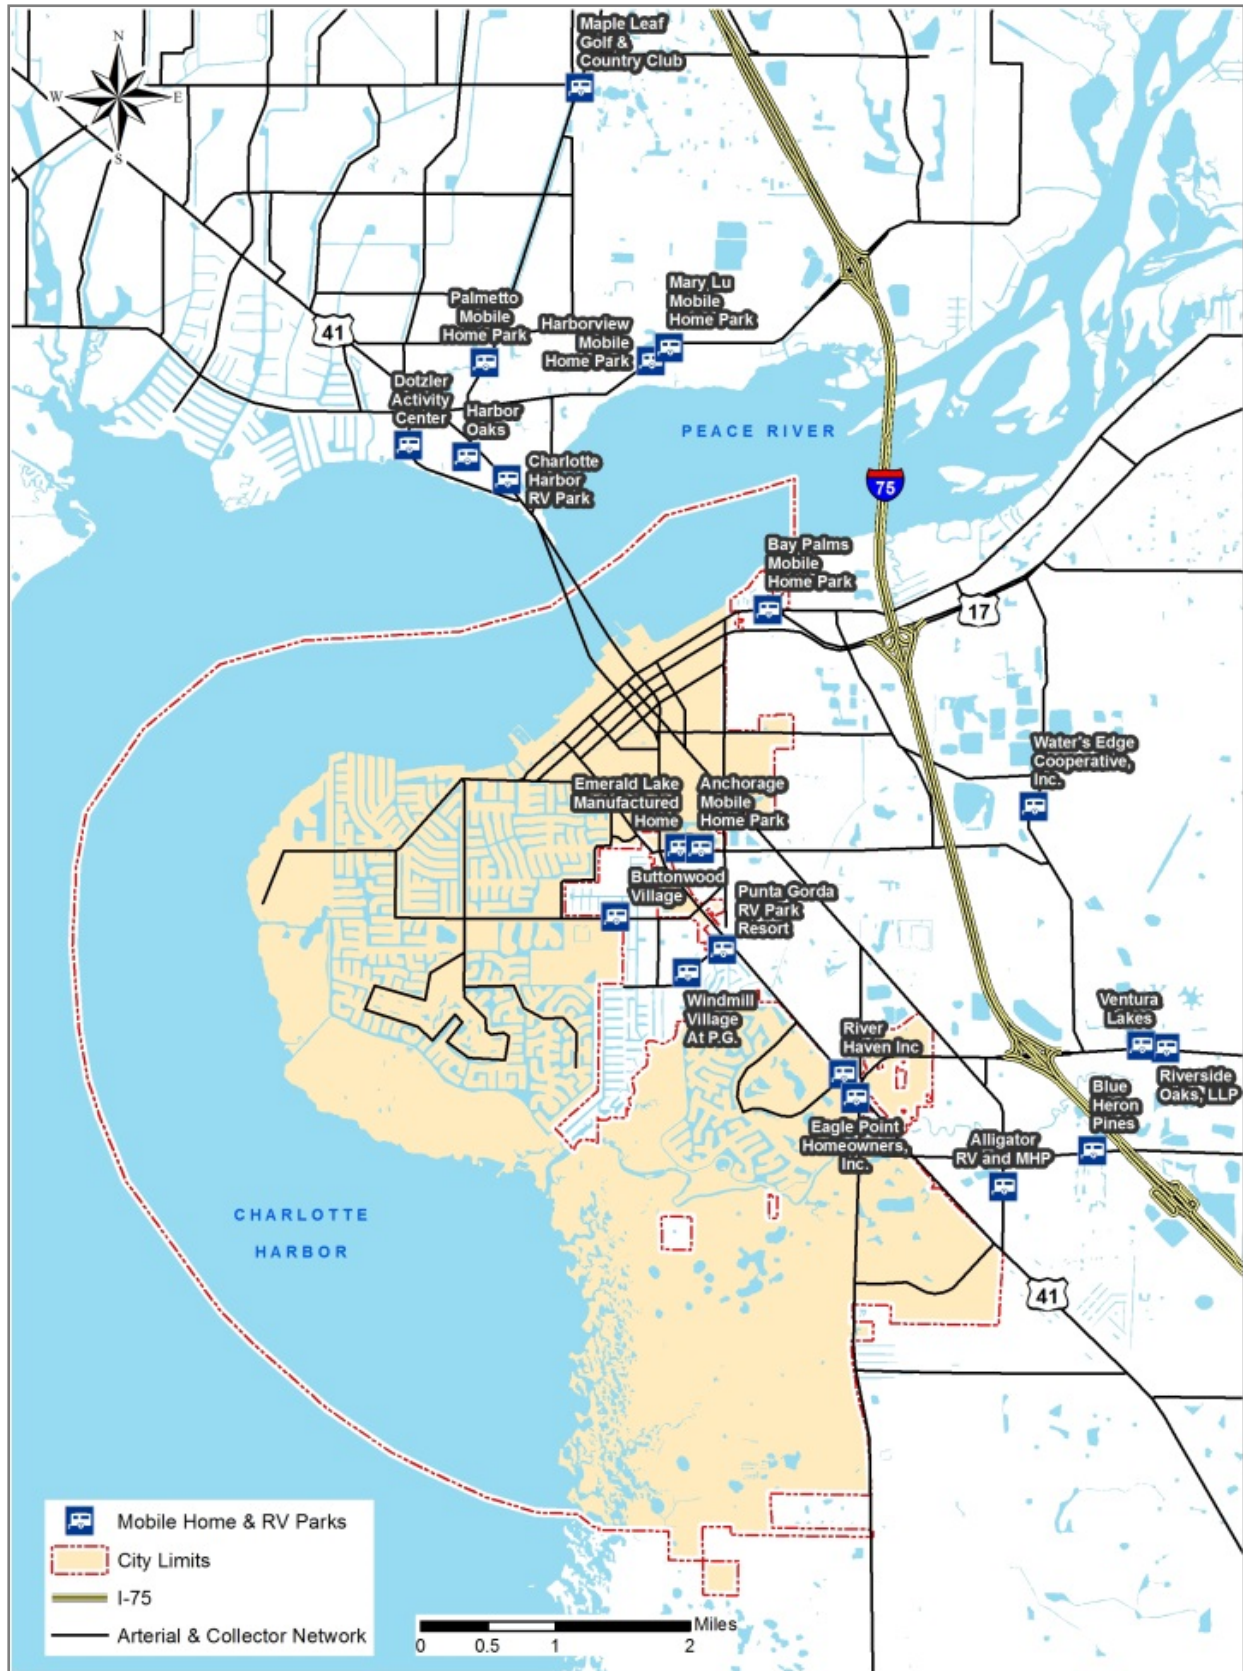 Maple Leaf
Golf &
Country Club
N
W
E
S
Mary Lu
Mobile
Home Park
Palmetto
Mobile
Home Park
Harborview
Mobile
Home Park
41
Dotzler
Activity
Center
Harbor
Oaks
Charlotte
Harbor
RV Park
PEACE RIVER
75
Bay Palms
Mobile
Home Park
17
Water's Edge
Cooperative,
Inc.
Emerald Lake
Manufactured
Home
Anchorage
Mobile
Home Park
Buttonwood
Village
Punta Gorda
RV Park
Resort
Windmill
Village
At P.G.
River
Haven Inc
Ventura
Lakes
Riverside
Oaks, LLP
Blue
Heron
Pines
Eagle Point
Homeowners,
Inc.
Alligator
RV and MHP
CHARLOTTE
HARBOR
41
Mobile Home & RV Parks
City Limits
I-75
Arterial & Collector Network
Miles
0 0.5 1 2